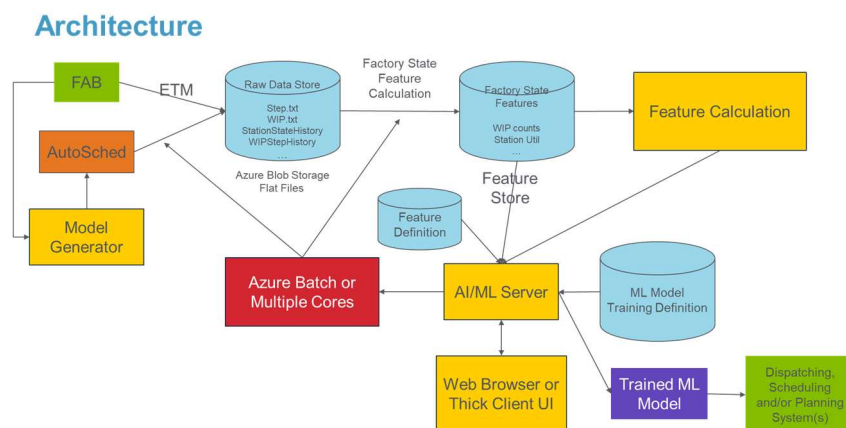 Architecture
FAB
ETM
Raw Data Store
Step.txt
WIP.txt
StationStateHistory
WIPStepHistory
...
Azure Blob Storage
Flat Files
Factory State
Feature
Calculation
Factory State
Features
WIP counts
Station Util
...
Feature Calculation
AutoSched
Model
Generator
Feature
Store
Feature
Definition
Azure Batch or
Multiple Cores
AI/ML Server
ML Model
Training Definition
Web Browser or
Thick Client UI
Trained ML
Model
Dispatching,
Scheduling
and/or Planning
System(s)